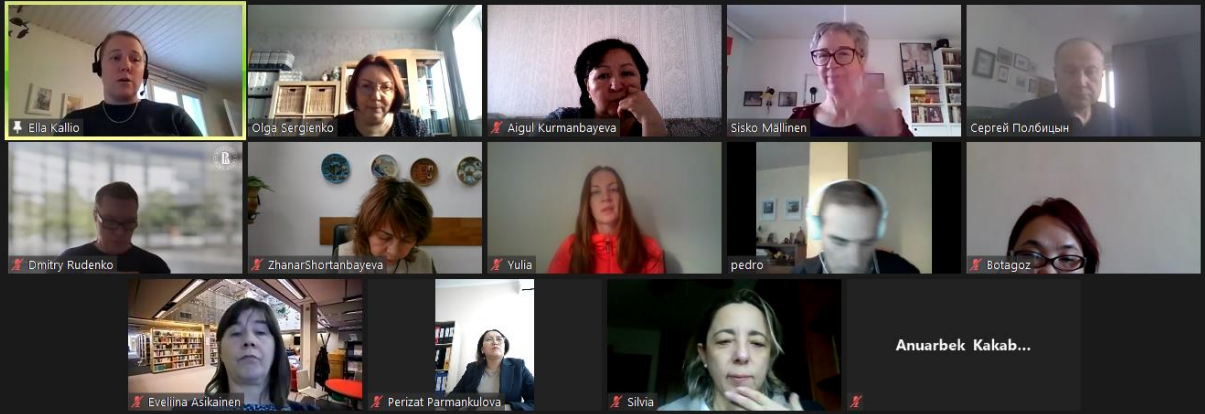 Ella Kallio
Olga Sergienko
Aigul Kurmanbayeva
Sisko Mällinen
Сергей Полбицын
Dmitry Rudenko
ZhanarShortanbayeva
Yulia
pedro
Botagoz
Eveliina Asikainen
Perizat Parmankulova
Silvia
Anuarbek Kakab...